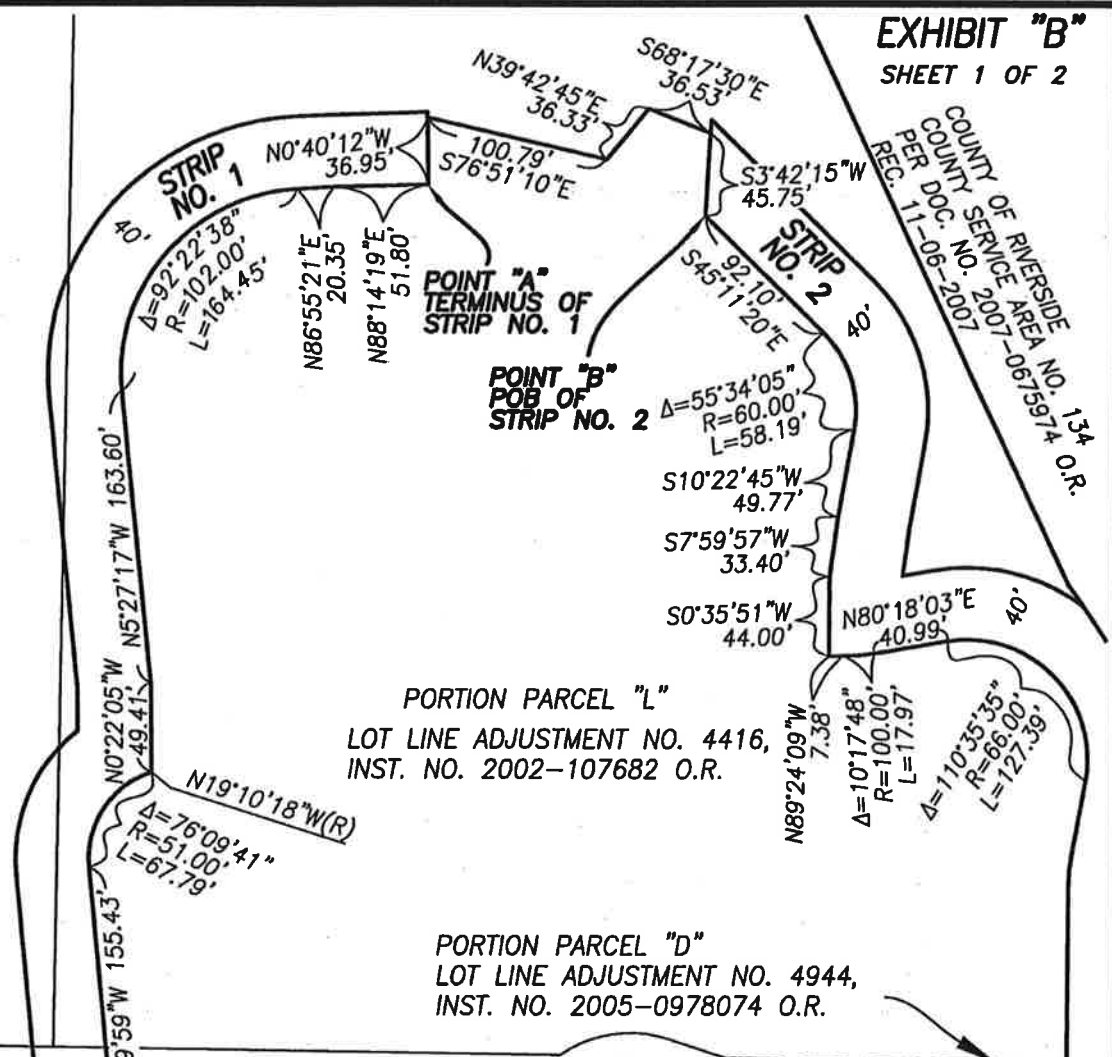 EXHIBIT "B"
SHEET 1 OF 2
S68°17'30"E
36.53'
N39°42'45"E
36.33'
100.79'
S76°51'10"E
N0°40'12"W
36.95'
STRIP
NO. 1
40'
Δ=92°22'38"
R=102.00'
L=164.45'
N86°55'21"E
20.35'
N88°14'19"E
51.80'
POINT "A"
TERMINUS OF
STRIP NO. 1
S3°42'15"W
45.75'
STRIP
NO. 2
40'
92.10'
S45°11'20"E
COUNTY OF RIVERSIDE
COUNTY SERVICE AREA NO. 134
PER DOC. NO. 2007-0675974 O.R.
REC. 11-06-2007
POINT "B"
POB OF
STRIP NO. 2
Δ=55°34'05"
R=60.00'
L=58.19'
S10°22'45"W
49.77'
S7°59'57"W
33.40'
S0°35'51"W
44.00'
N80°18'03"E
40.99'
40'
N5°27'17"W 163.60'
N0°22'05"W
49.41'
N19°10'18"W(R)
Δ=76°09'41"
R=51.00'
L=67.79'
PORTION PARCEL "L"
LOT LINE ADJUSTMENT NO. 4416,
INST. NO. 2002-107682 O.R.
N89°24'09"W
7.38'
Δ=10°17'48"
R=100.00'
L=17.97'
Δ=110°35'35"
R=66.00'
L=127.39'
9'59"W 155.43'
PORTION PARCEL "D"
LOT LINE ADJUSTMENT NO. 4944,
INST. NO. 2005-0978074 O.R.